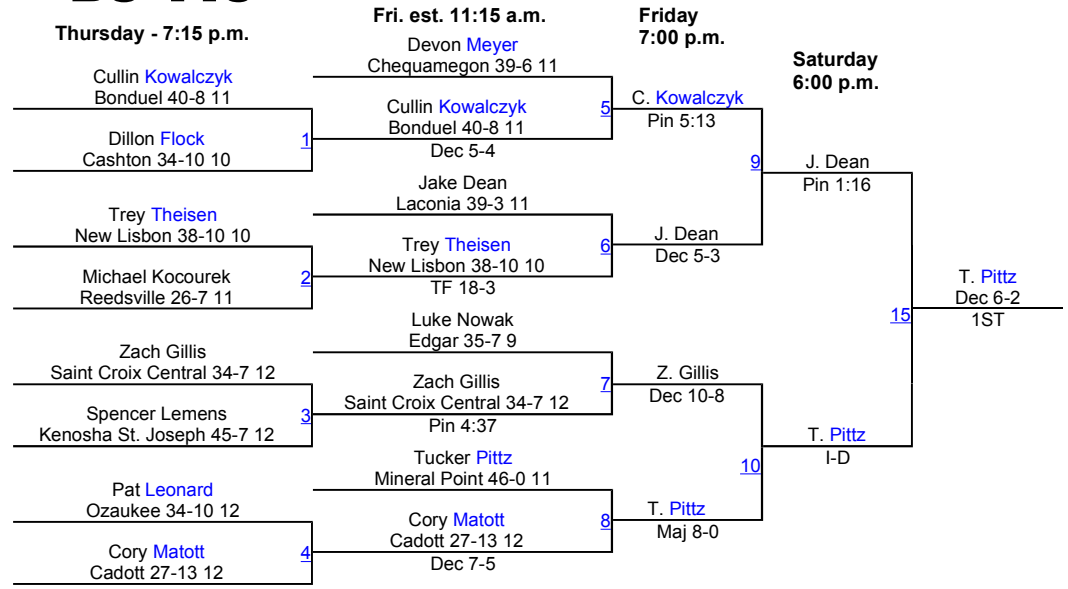 Thursday - 7:15 p.m.
Cullin Kowalczyk
Bonduel 40-8 11
Dillon Flock
Cashton 34-10 10
1
Trey Theisen
New Lisbon 38-10 10
Michael Kocourek
Reedsville 26-7 11
2
Zach Gillis
Saint Croix Central 34-7 12
Spencer Lemens
Kenosha St. Joseph 45-7 12
3
Pat Leonard
Ozaukee 34-10 12
Cory Matott
Cadott 27-13 12
4
Fri. est. 11:15 a.m.
Devon Meyer
Chequamegon 39-6 11
Cullin Kowalczyk
Bonduel 40-8 11
Dec 5-4
5
Jake Dean
Laconia 39-3 11
Trey Theisen
New Lisbon 38-10 10
TF 18-3
6
Luke Nowak
Edgar 35-7 9
Zach Gillis
Saint Croix Central 34-7 12
Pin 4:37
7
Tucker Pittz
Mineral Point 46-0 11
Cory Matott
Cadott 27-13 12
Dec 7-5
8
Friday
7:00 p.m.
C. Kowalczyk
Pin 5:13
9
J. Dean
Dec 5-3
Z. Gillis
Dec 10-8
10
T. Pittz
Maj 8-0
Saturday
6:00 p.m.
J. Dean
Pin 1:16
T. Pittz
I-D
15
T. Pittz
Dec 6-2
1ST